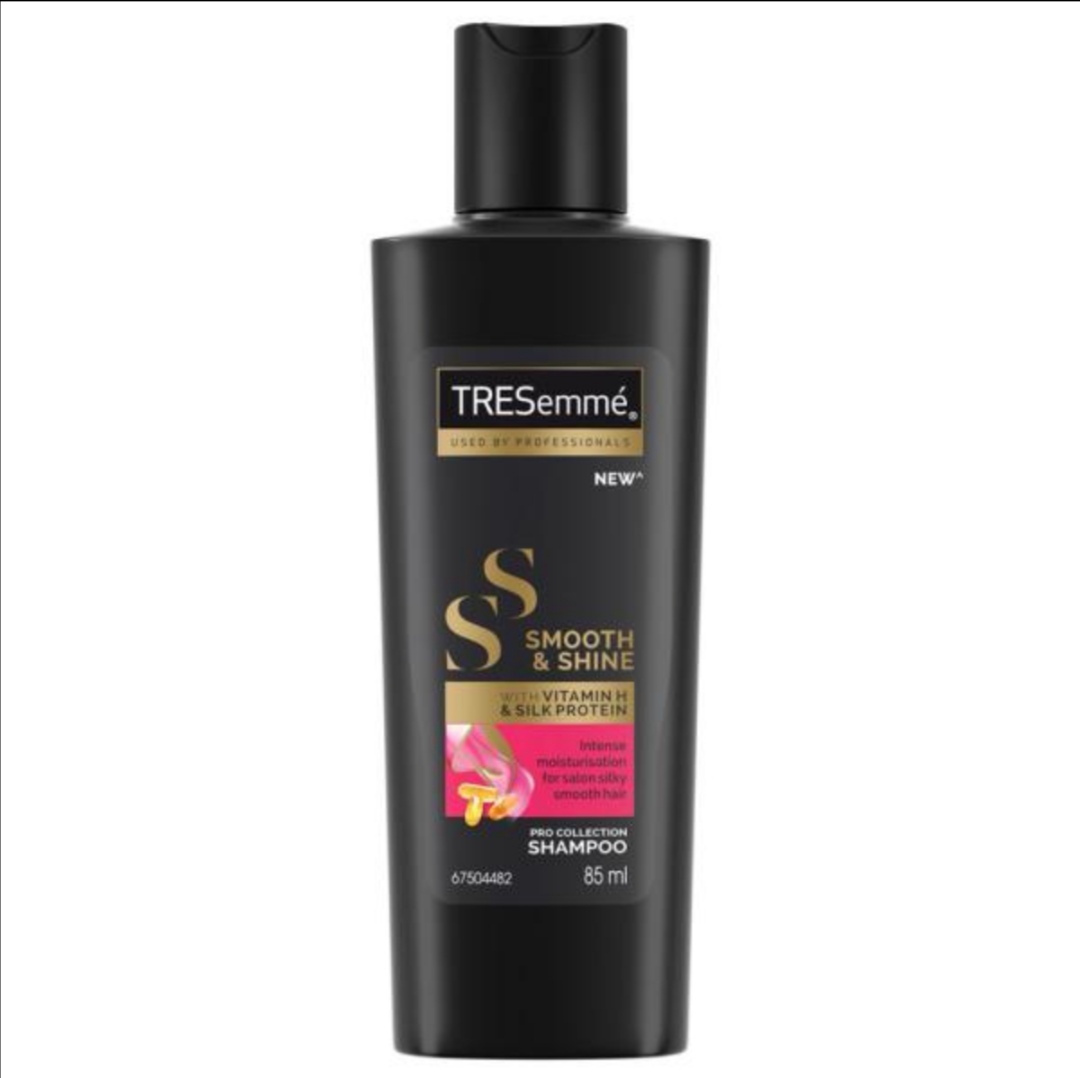 TRESemmé®
USED BY PROFESSIONALS
NEW^
SS
SMOOTH
& SHINE
WITH VITAMIN H
& SILK PROTEIN
Intense
moisturisation
for salon silky
smooth hair
PRO COLLECTION
SHAMPOO
67504482 85 ml